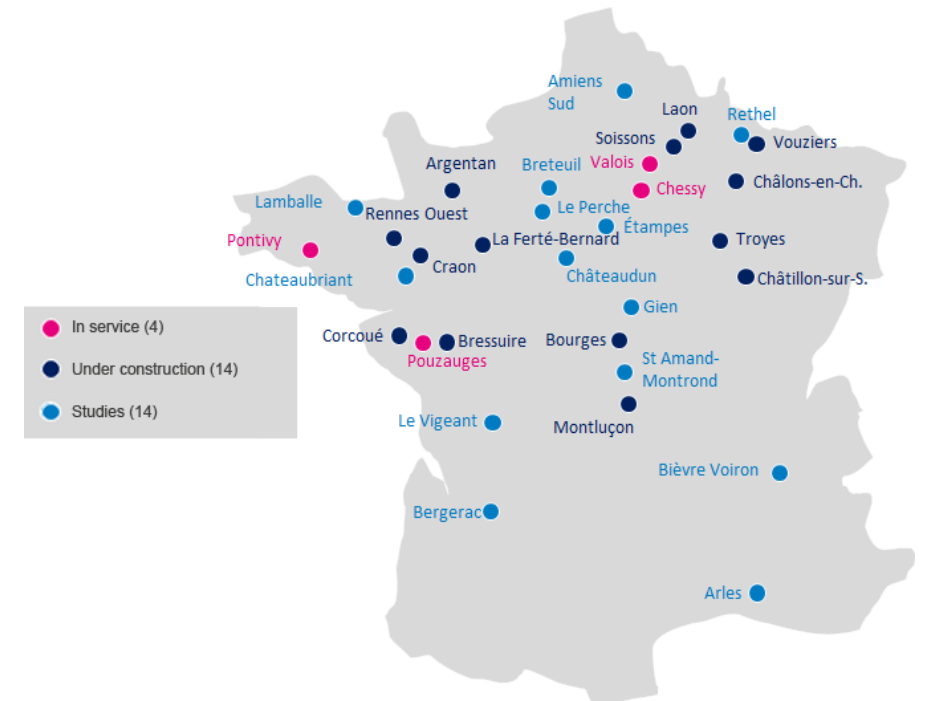 Amiens
Sud
Laon
Rethel
Soissons
Vouziers
Argentan
Breteuil
Valois
Châlons-en-Ch.
Chessy
Lamballe
Le Perche
Rennes Ouest
Étampes
Pontivy
La Ferté-Bernard
Troyes
Craon
Chateaubriant
Châteaudun
Châtillon-sur-S.
Gien
In service (4)
Corcoué
Bressuire
Bourges
Pouzauges
St Amand-
Montrond
Under construction (14)
Studies (14)
Le Vigeant
Montluçon
Bièvre Voiron
Bergerac
Arles